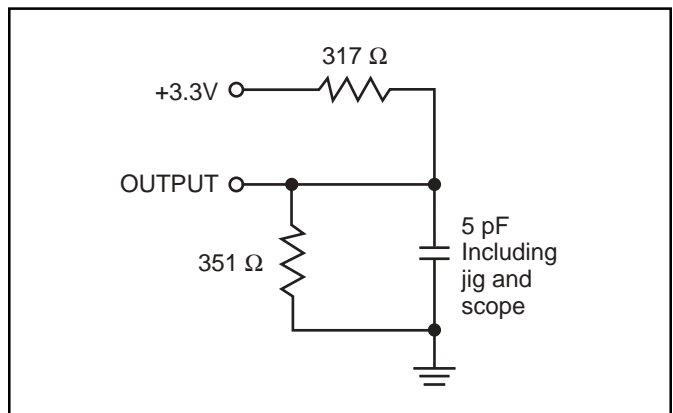 317 Ω
+3.3V
OUTPUT
351 Ω
5 pF
Including
jig and
scope